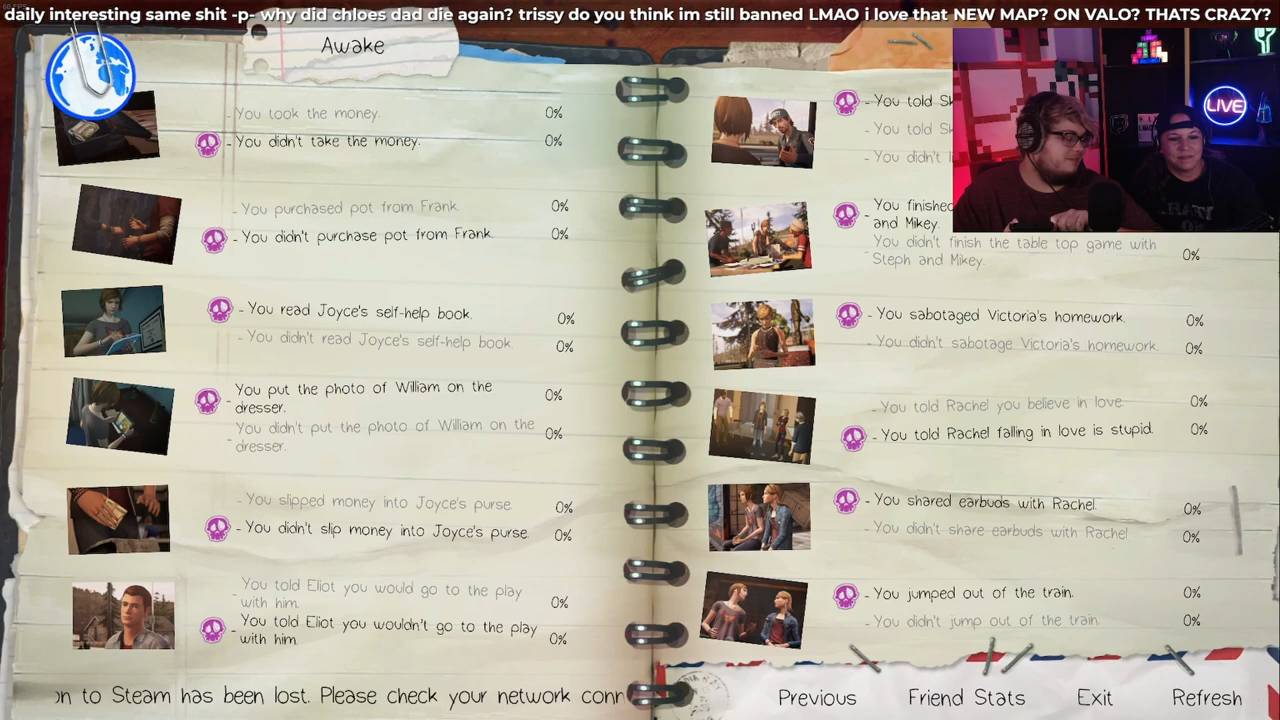 daily interesting same shit -p- why did chloes dad die again? trissy do you think im still banned LMAO i love that NEW MAP? ON VALO? THATS CRAZY?
Awake
- You took the money. 0%
- You didn't take the money. 0%
- You purchased pot from Frank. 0%
- You didn't purchase pot from Frank. 0%
- You read Joyce's self-help book. 0%
- You didn't read Joyce's self-help book. 0%
- You put the photo of William on the
dresser. 0%
- You didn't put the photo of William on the
dresser. 0%
- You slipped money into Joyce's purse. 0%
- You didn't slip money into Joyce's purse. 0%
- You told Eliot you would go to the play
with him. 0%
- You told Eliot you wouldn't go to the play
with him. 0%
- You told Sk
- You told Sk
- You didn't
- You finished
and Mikey.
- You didn't finish the table top game with
Steph and Mikey. 0%
- You sabotaged Victoria's homework. 0%
- You didn't sabotage Victoria's homework. 0%
- You told Rachel you believe in love. 0%
- You told Rachel falling in love is stupid. 0%
- You shared earbuds with Rachel. 0%
- You didn't share earbuds with Rachel. 0%
- You jumped out of the train. 0%
- You didn't jump out of the train. 0%
LIVE
on to Steam has been lost. Please check your network conn
Previous Friend Stats Exit Refresh